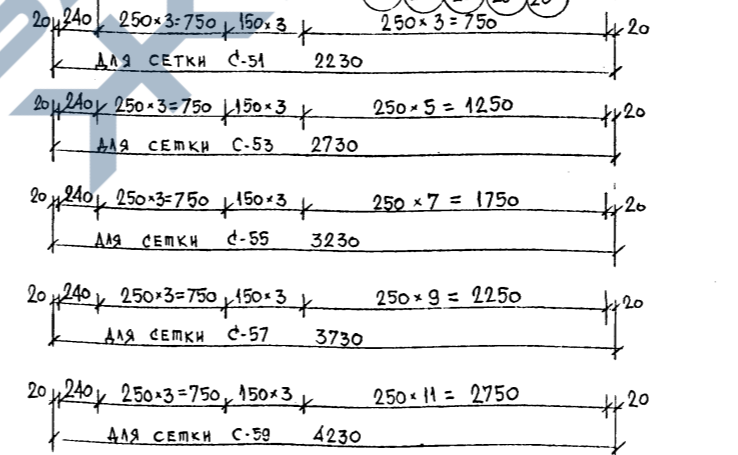 20 240 250×3=750 150×3 250×3=750 20
ДЛЯ СЕТКИ С-51 2230
20 240 250×3=750 150×3 250×5=1250 20
ДЛЯ СЕТКИ С-53 2730
20 240 250×3=750 150×3 250×7=1750 20
ДЛЯ СЕТКИ С-55 3230
20 240 250×3=750 150×3 250×9=2250 20
ДЛЯ СЕТКИ С-57 3730
20 240 250×3=750 150×3 250×11=2750 20
ДЛЯ СЕТКИ С-59 4230